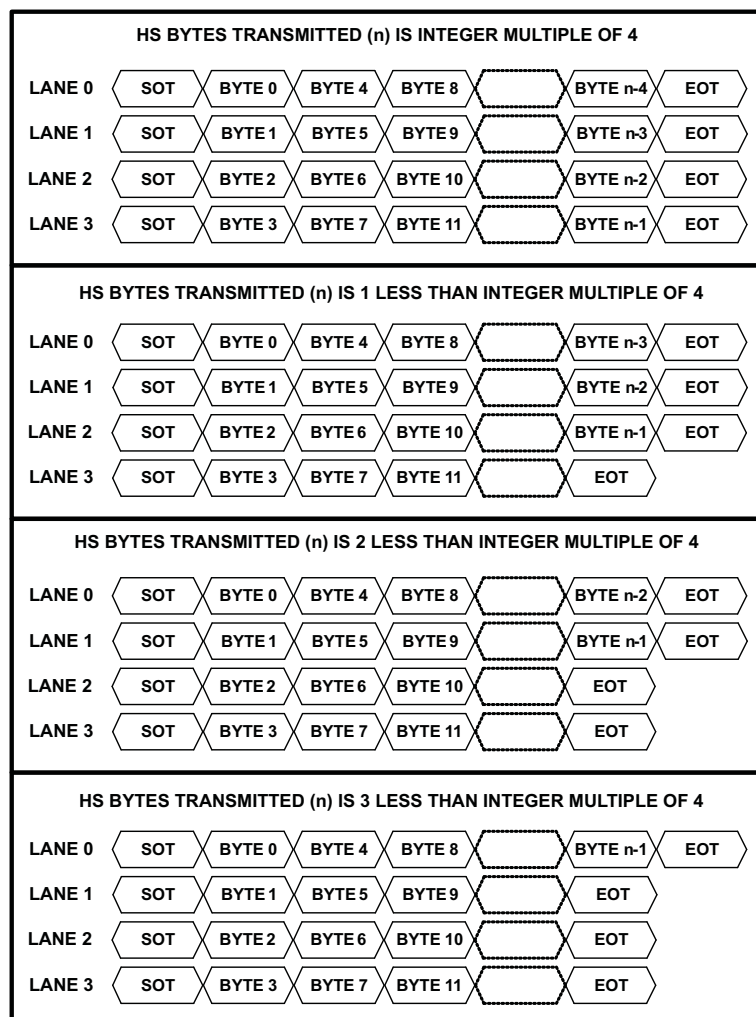 HS BYTES TRANSMITTED (n) IS INTEGER MULTIPLE OF 4
LANE 0 SOT BYTE 0 BYTE 4 BYTE 8 BYTE n-4 EOT
LANE 1 SOT BYTE 1 BYTE 5 BYTE 9 BYTE n-3 EOT
LANE 2 SOT BYTE 2 BYTE 6 BYTE 10 BYTE n-2 EOT
LANE 3 SOT BYTE 3 BYTE 7 BYTE 11 BYTE n-1 EOT
HS BYTES TRANSMITTED (n) IS 1 LESS THAN INTEGER MULTIPLE OF 4
LANE 0 SOT BYTE 0 BYTE 4 BYTE 8 BYTE n-3 EOT
LANE 1 SOT BYTE 1 BYTE 5 BYTE 9 BYTE n-2 EOT
LANE 2 SOT BYTE 2 BYTE 6 BYTE 10 BYTE n-1 EOT
LANE 3 SOT BYTE 3 BYTE 7 BYTE 11 EOT
HS BYTES TRANSMITTED (n) IS 2 LESS THAN INTEGER MULTIPLE OF 4
LANE 0 SOT BYTE 0 BYTE 4 BYTE 8 BYTE n-2 EOT
LANE 1 SOT BYTE 1 BYTE 5 BYTE 9 BYTE n-1 EOT
LANE 2 SOT BYTE 2 BYTE 6 BYTE 10 EOT
LANE 3 SOT BYTE 3 BYTE 7 BYTE 11 EOT
HS BYTES TRANSMITTED (n) IS 3 LESS THAN INTEGER MULTIPLE OF 4
LANE 0 SOT BYTE 0 BYTE 4 BYTE 8 BYTE n-1 EOT
LANE 1 SOT BYTE 1 BYTE 5 BYTE 9 EOT
LANE 2 SOT BYTE 2 BYTE 6 BYTE 10 EOT
LANE 3 SOT BYTE 3 BYTE 7 BYTE 11 EOT